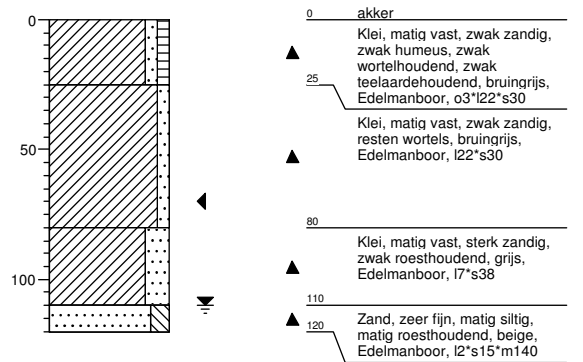 0
50
100
0 akker
Klei, matig vast, zwak zandig,
zwak humeus, zwak
wortelhoudend, zwak
teelaardehoudend, bruingrijs,
Edelmanboor, o3*l22*s30
25
Klei, matig vast, zwak zandig,
resten wortels, bruingrijs,
Edelmanboor, l22*s30
80
Klei, matig vast, sterk zandig,
zwak roesthoudend, grijs,
Edelmanboor, l7*s38
110
Zand, zeer fijn, matig siltig,
matig roesthoudend, beige,
Edelmanboor, l2*s15*m140
120